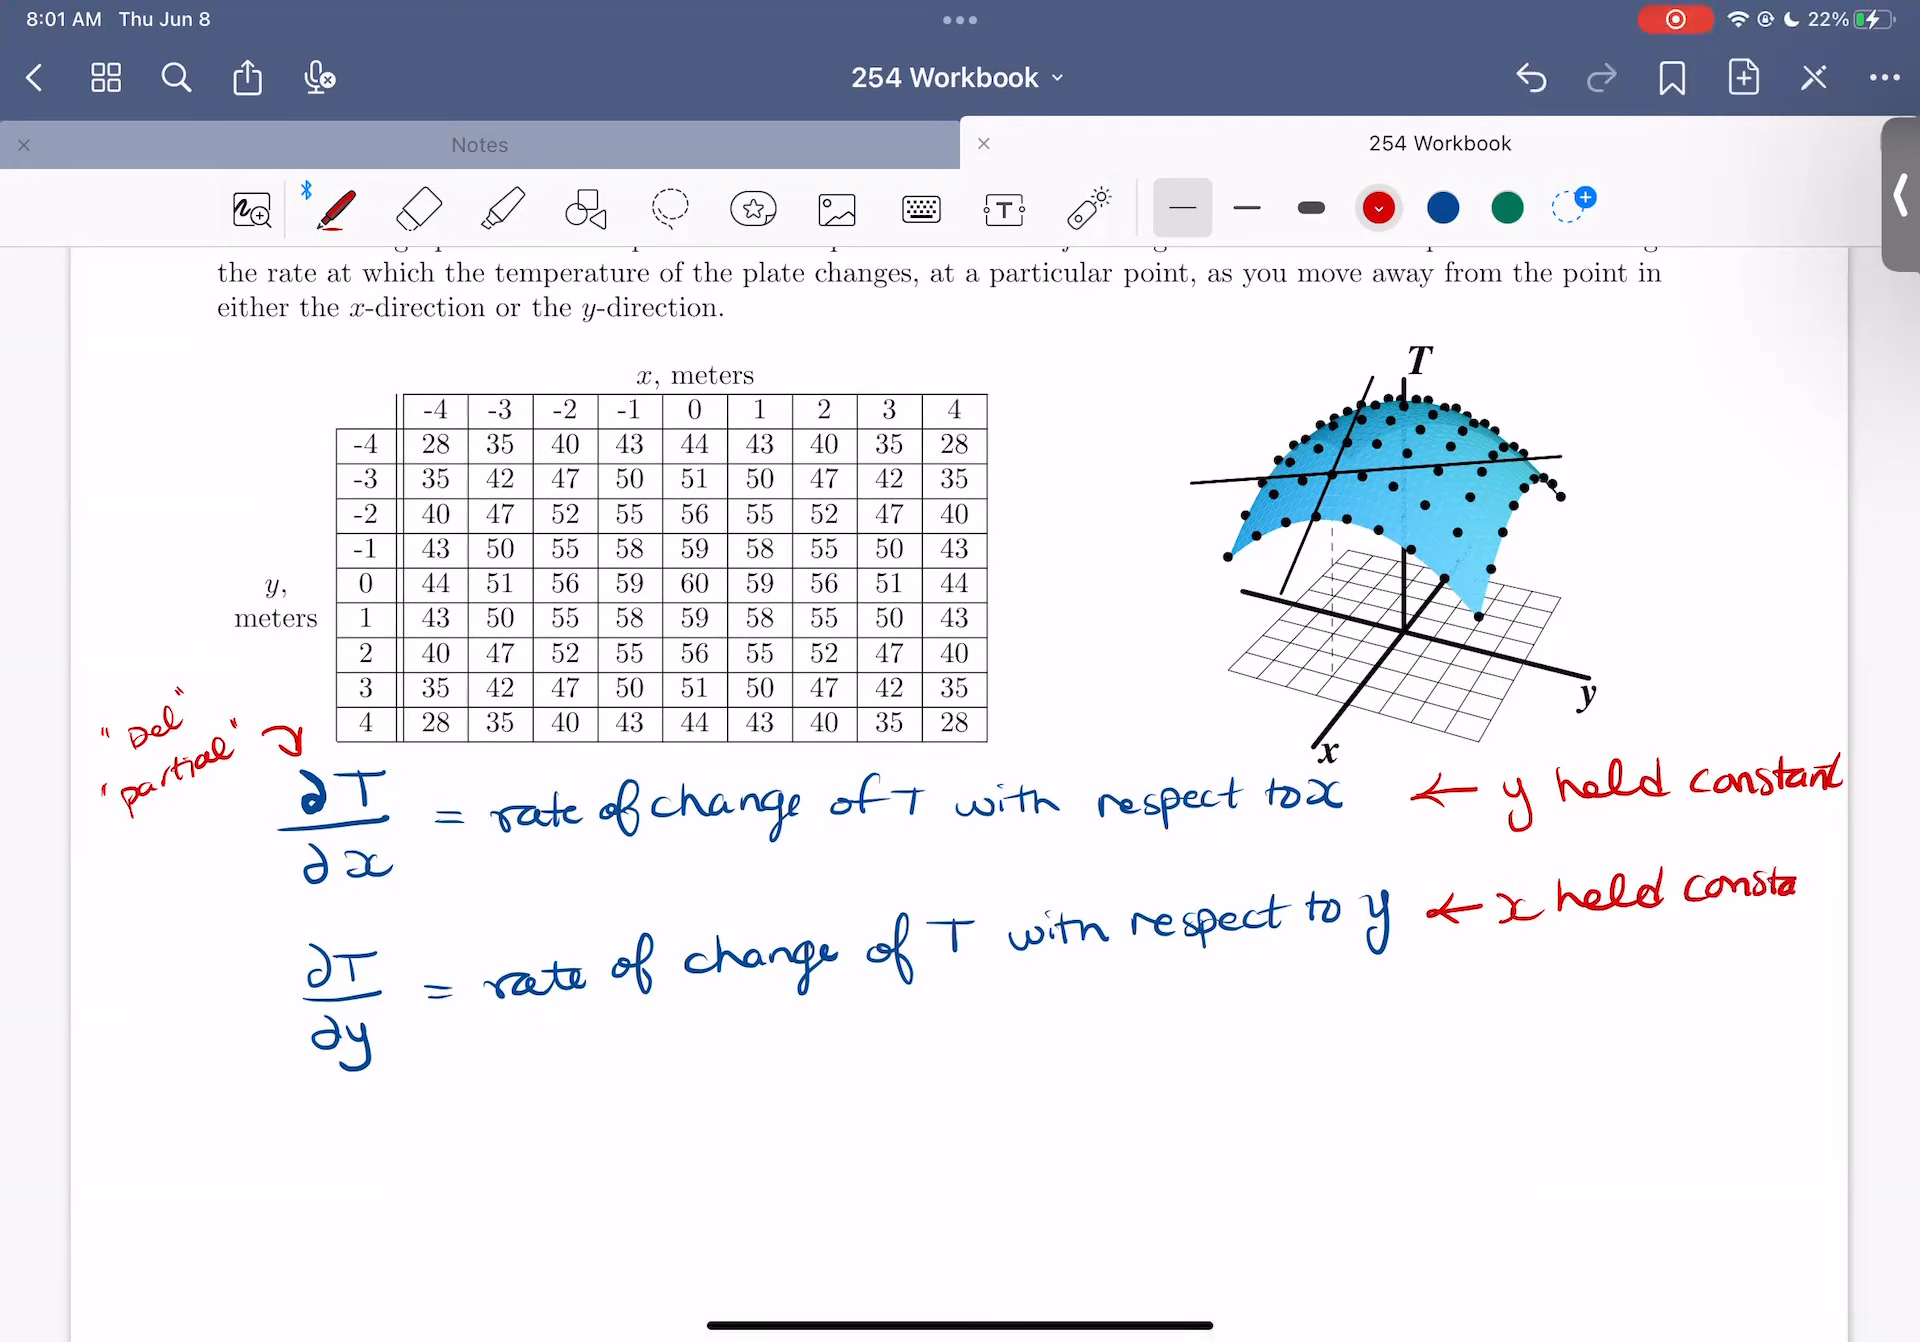 8:01 AM Thu Jun 8
22%
254 Workbook
Notes
254 Workbook
the rate at which the temperature of the plate changes, at a particular point, as you move away from the point in
either the x-direction or the y-direction.
x, meters
-4 -3 -2 -1 0 1 2 3 4
-4 28 35 40 43 44 43 40 35 28
-3 35 42 47 50 51 50 47 42 35
-2 40 47 52 55 56 55 52 47 40
-1 43 50 55 58 59 58 55 50 43
0 44 51 56 59 60 59 56 51 44
1 43 50 55 58 59 58 55 50 43
2 40 47 52 55 56 55 52 47 40
3 35 42 47 50 51 50 47 42 35
4 28 35 40 43 44 43 40 35 28
y,
meters
T
y
x
"Del"
"partial"
∂T/∂x = rate of change of T with respect to x ← y held constant
∂T/∂y = rate of change of T with respect to y ← x held consta